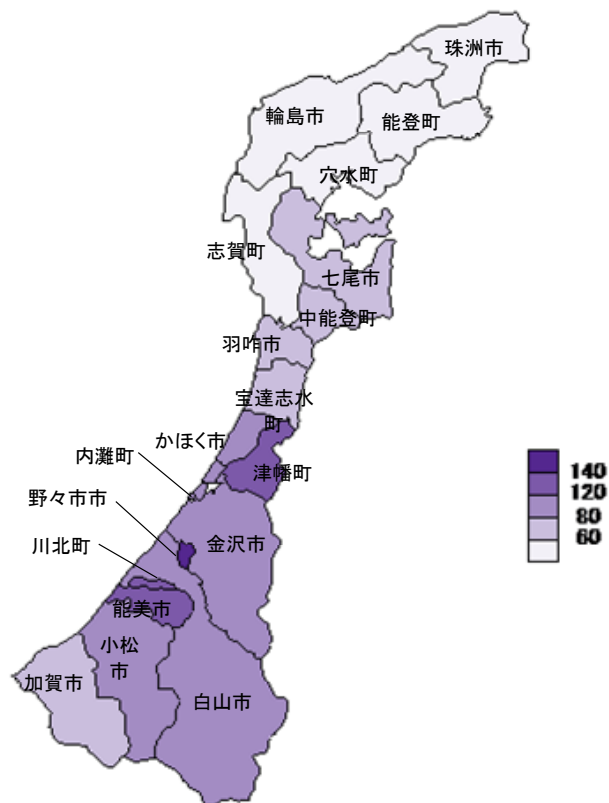 珠洲市
輪島市
能登町
穴水町
志賀町
七尾市
中能登町
羽咋市
宝達志水
町
かほく市
内灘町
津幡町
野々市市
川北町
金沢市
能美市
小松
市
加賀市
白山市
140
120
80
60